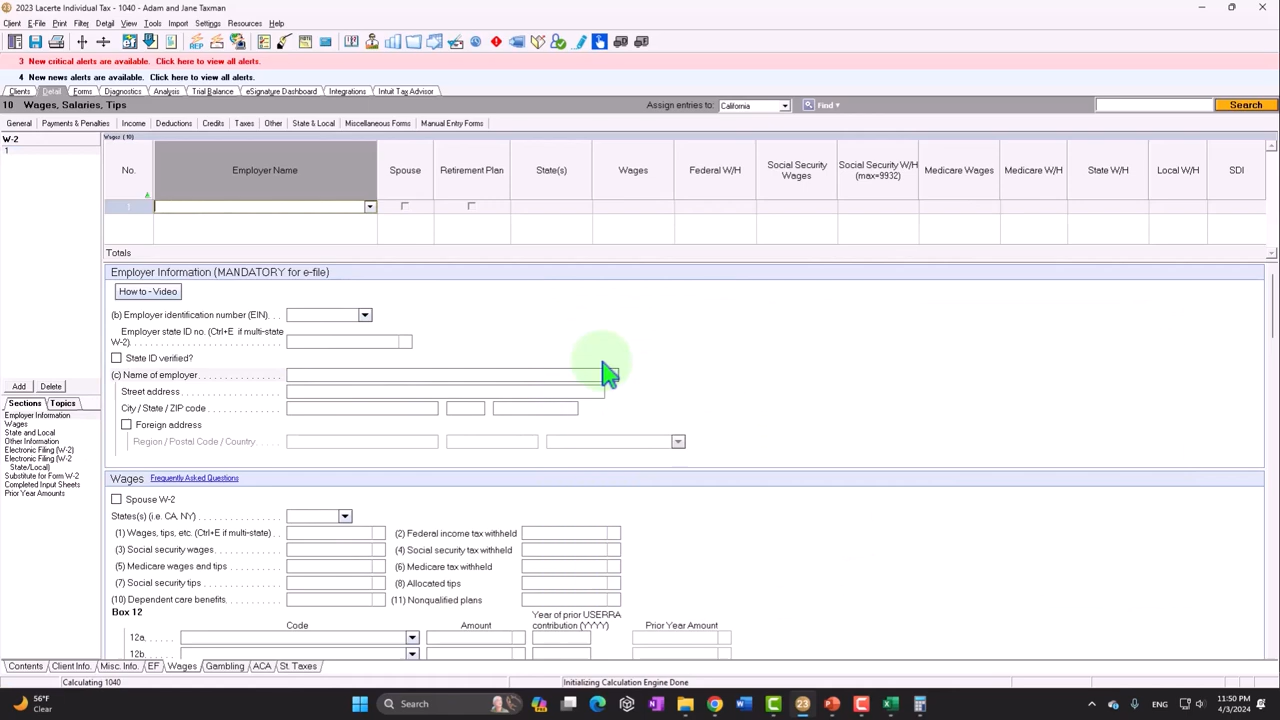 2023 Lacerte Individual Tax - 1040 - Adam and Jane Taxman
Client E-File Print Filter Detail View Tools Import Settings Resources Help
3 New critical alerts are available. Click here to view all alerts.
4 New news alerts are available. Click here to view all alerts.
Clients Detail Forms Diagnostics Analysis Trial Balance eSignature Dashboard Integrations Intuit Tax Advisor
10 Wages, Salaries, Tips Assign entries to: California Find Search
General Payments & Penalties Income Deductions Credits Taxes Other State & Local Miscellaneous Forms Manual Entry Forms
W-2
1
Wages (10)
No. Employer Name Spouse Retirement Plan State(s) Wages Federal W/H Social Security Wages Social Security W/H (max=9932) Medicare Wages Medicare W/H State W/H Local W/H SDI
1
Totals
Employer Information (MANDATORY for e-file)
How to - Video
(b) Employer identification number (EIN). . .
Employer state ID no. (Ctrl+E if multi-state
W-2). . . . . . . . . . . . . . . . . . . . . . . . . . . . .
State ID verified?
(c) Name of employer. . . . . . . . . . . . . . . .
Street address. . . . . . . . . . . . . . . . . . .
City / State / ZIP code . . . . . . . . . . . . .
Foreign address
Region / Postal Code / Country. . . . . .
Wages Frequently Asked Questions
Spouse W-2
States(s) (i.e. CA, NY) . . . . . . . . . . . . . . .
(1) Wages, tips, etc. (Ctrl+E if multi-state) . . (2) Federal income tax withheld
(3) Social security wages. . . . . . . . . . . . . . (4) Social security tax withheld
(5) Medicare wages and tips . . . . . . . . . . (6) Medicare tax withheld
(7) Social security tips . . . . . . . . . . . . . . . (8) Allocated tips
(10) Dependent care benefits. . . . . . . . . . . (11) Nonqualified plans
Box 12
Code Amount Year of prior USERRA contribution (YYYY) Prior Year Amount
12a. . . . . .
12b. . . . . .
Add Delete
Sections Topics
Employer Information
Wages
State and Local
Other Information
Electronic Filing (W-2)
Electronic Filing (W-2
State/Local)
Substitute for Form W-2
Completed Input Sheets
Prior Year Amounts
Contents Client Info. Misc. Info. EF Wages Gambling ACA St. Taxes
Calculating 1040 Initializing Calculation Engine Done
56°F
Clear
Search
23
ENG
11:50 PM
4/3/2024